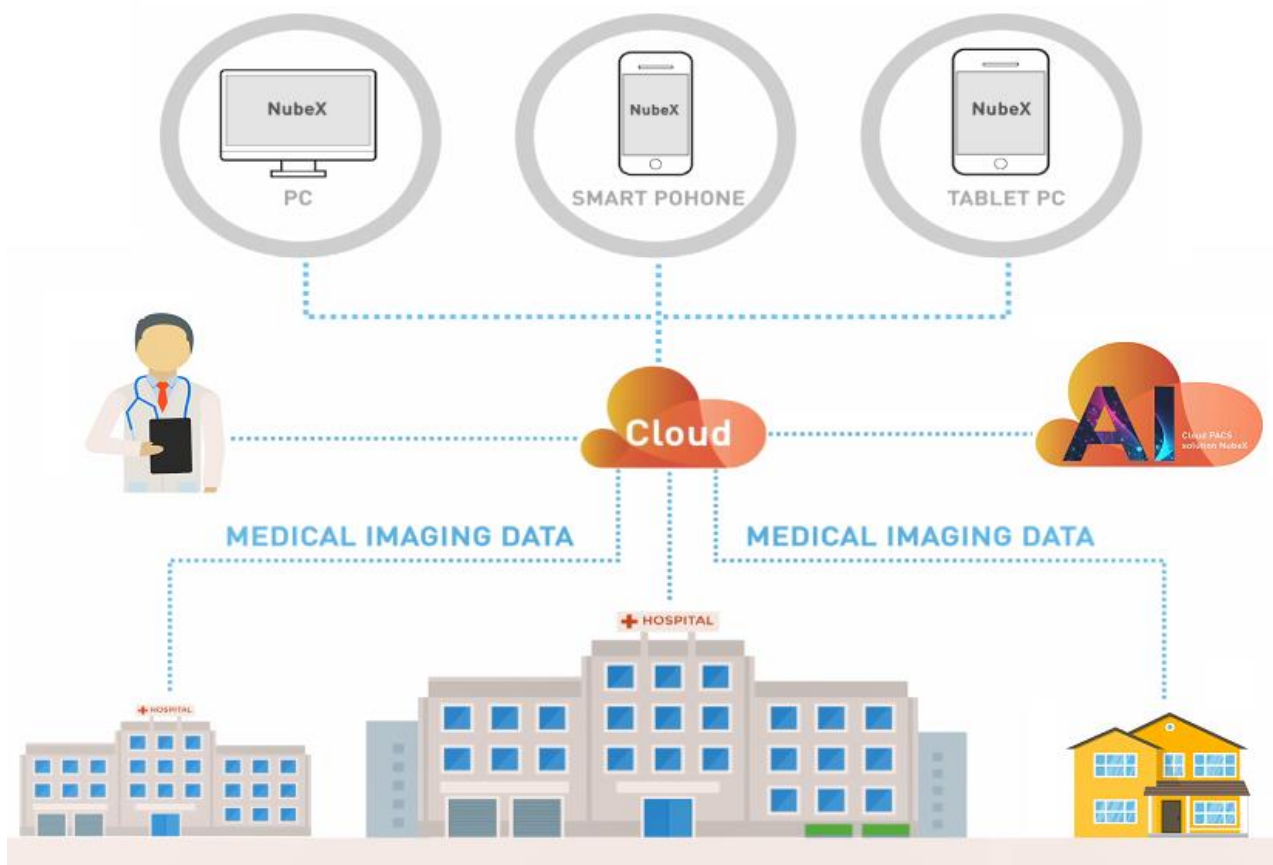 NubeX
NubeX
NubeX
PC
SMART POHONE
TABLET PC
Cloud
AI
Cloud PACS
solution NubeX
MEDICAL IMAGING DATA
MEDICAL IMAGING DATA
HOSPITAL
HOSPITAL